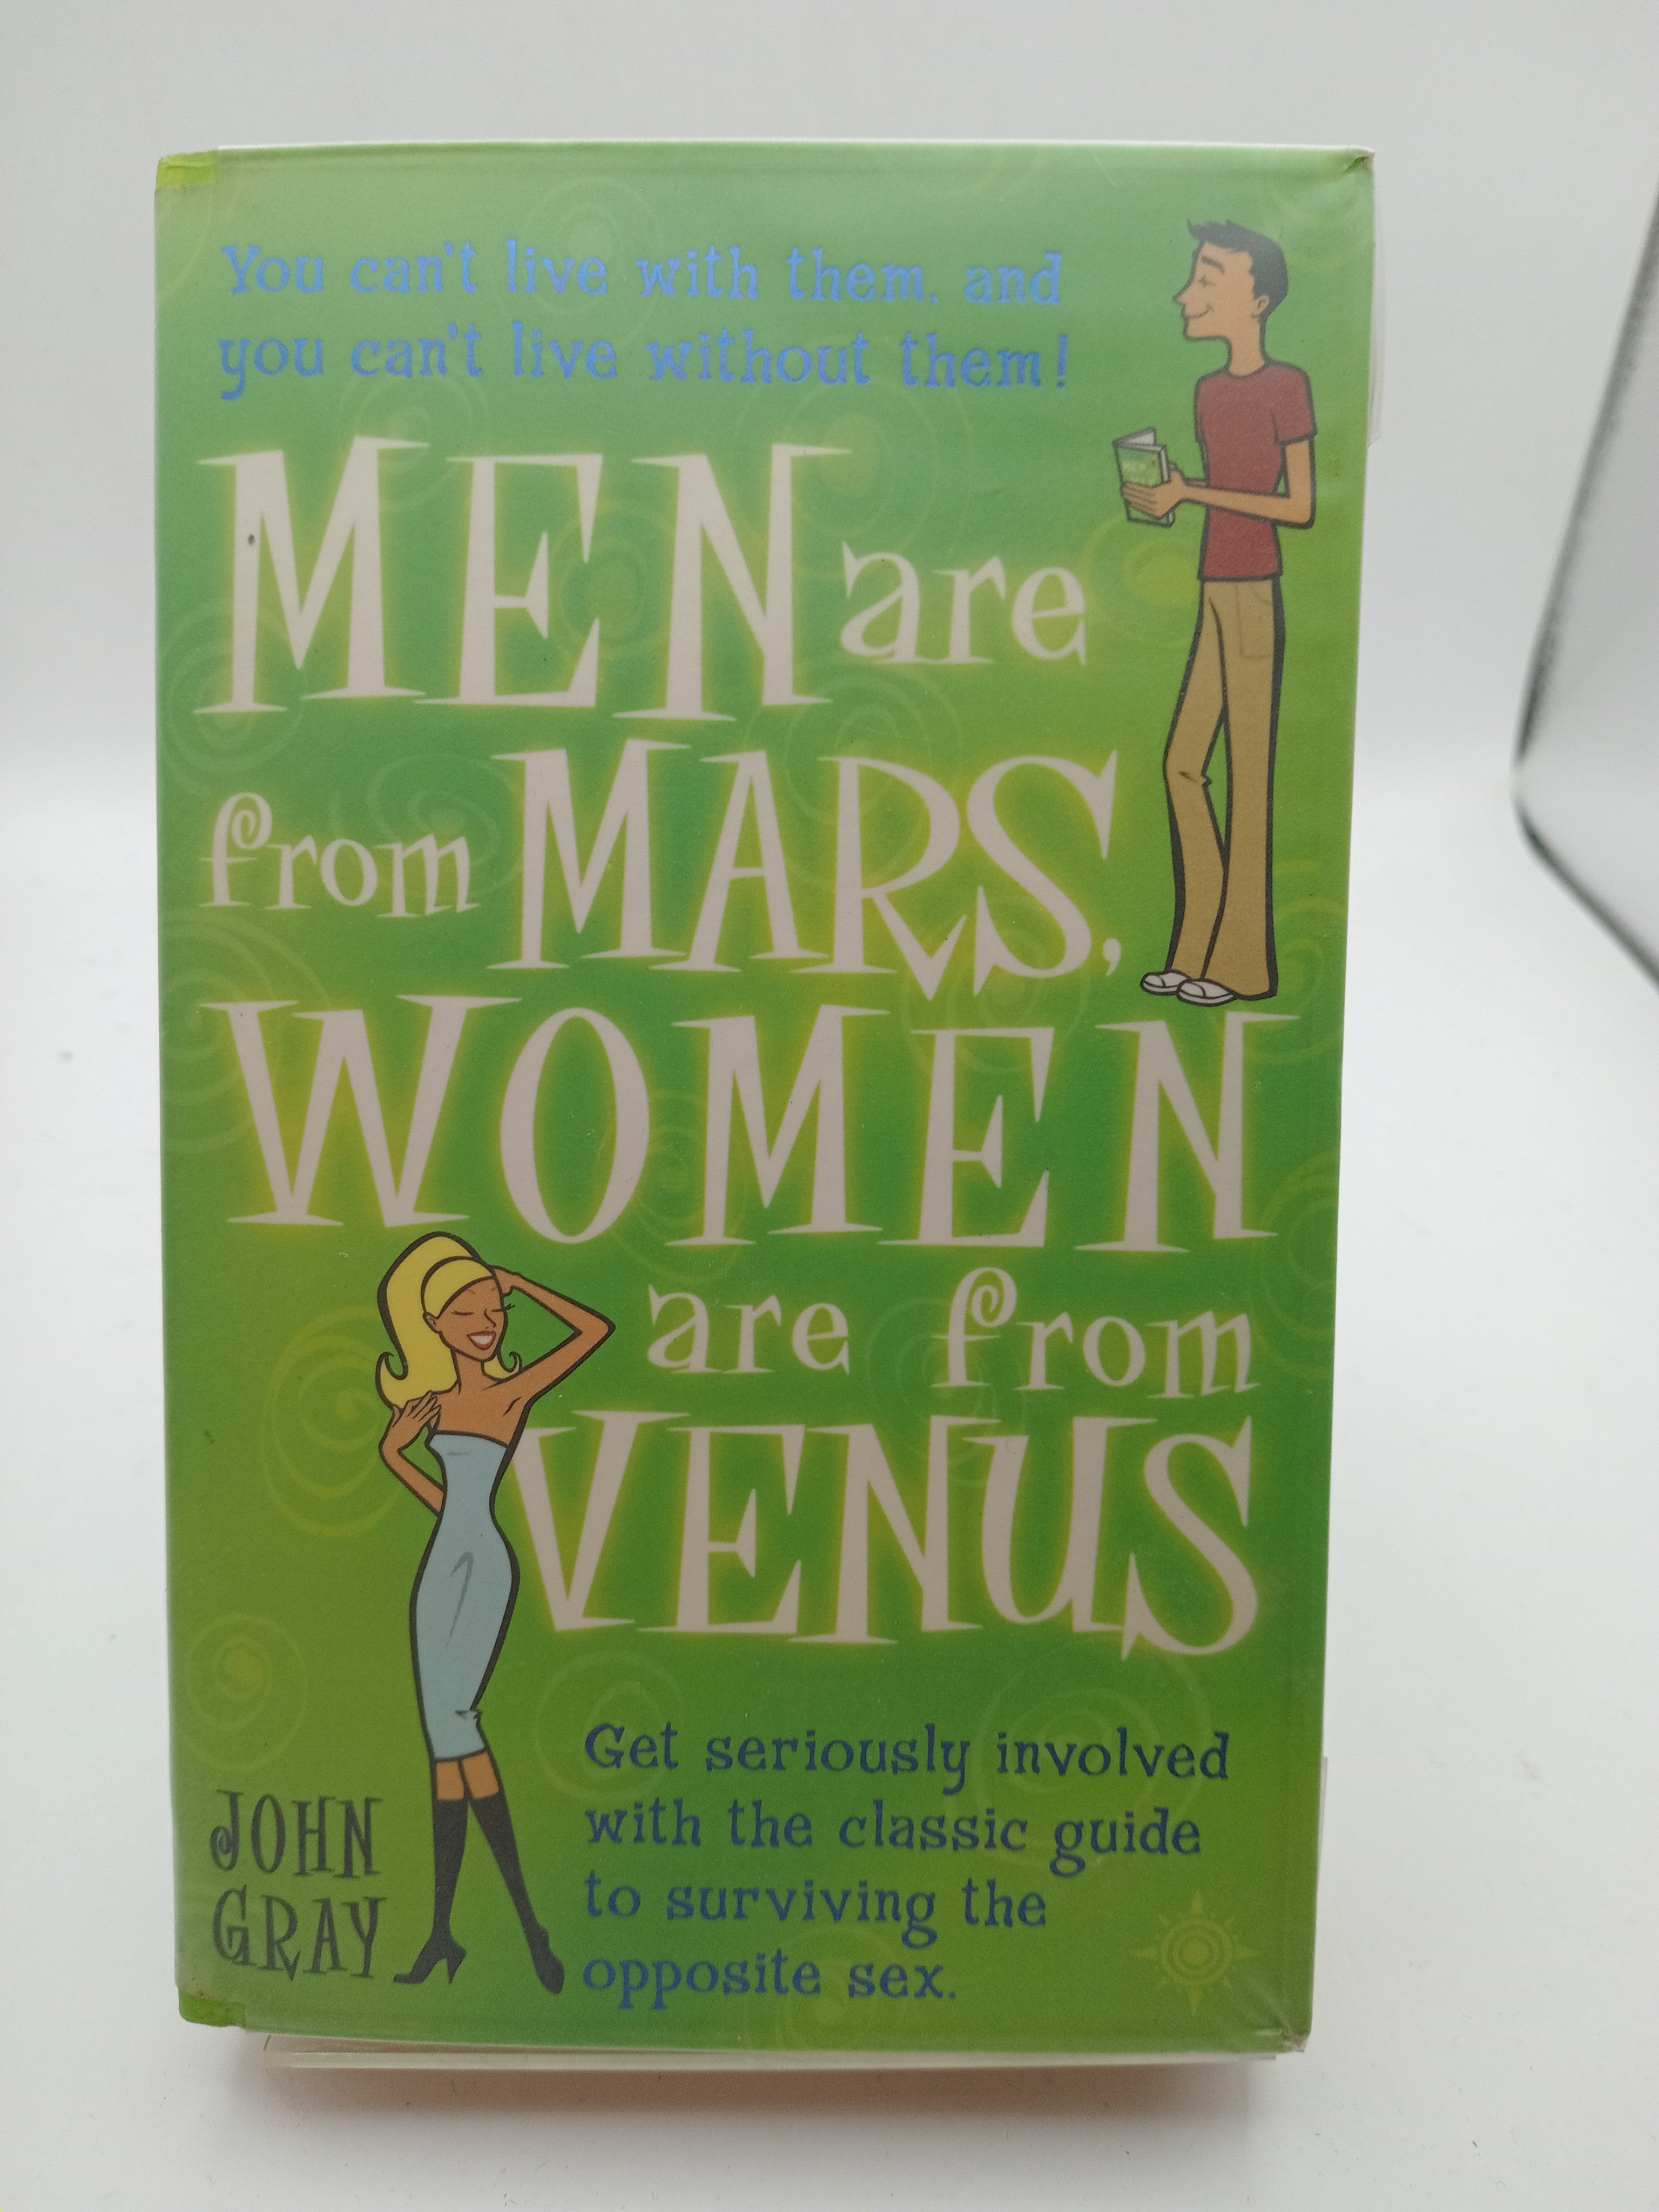 You can't live with them, and
you can't live without them!
MEN are
from MARS,
WOMEN
are from
VENUS
JOHN
GRAY
Get seriously involved
with the classic guide
to surviving the
opposite sex.